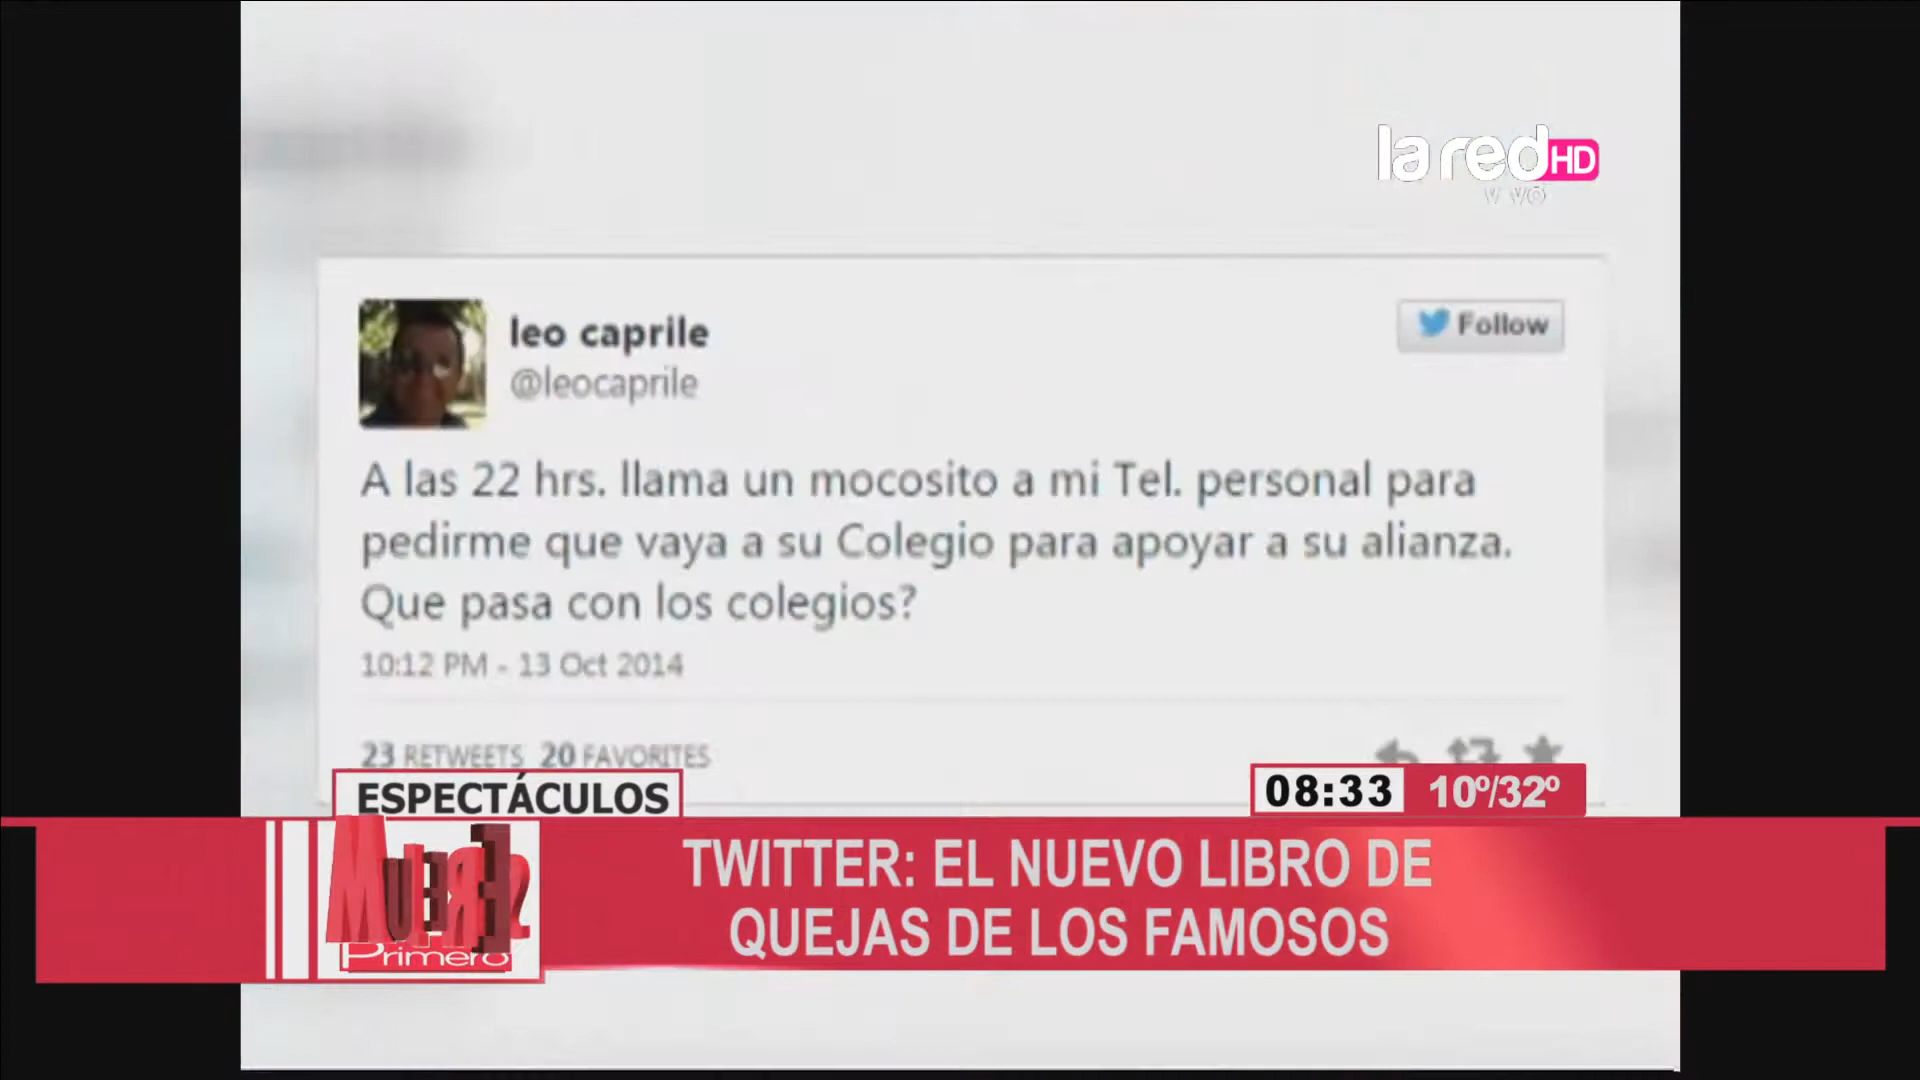 la red HD
VIVO
leo caprile
Follow
@leocaprile
A las 22 hrs. llama un mocosito a mi Tel. personal para
pedirme que vaya a su Colegio para apoyar a su alianza.
Que pasa con los colegios?
10:12 PM - 13 Oct 2014
23 RETWEETS 20 FAVORITES
ESPECTÁCULOS
08:33 10º/32º
MUJERES
Primero
TWITTER: EL NUEVO LIBRO DE
QUEJAS DE LOS FAMOSOS